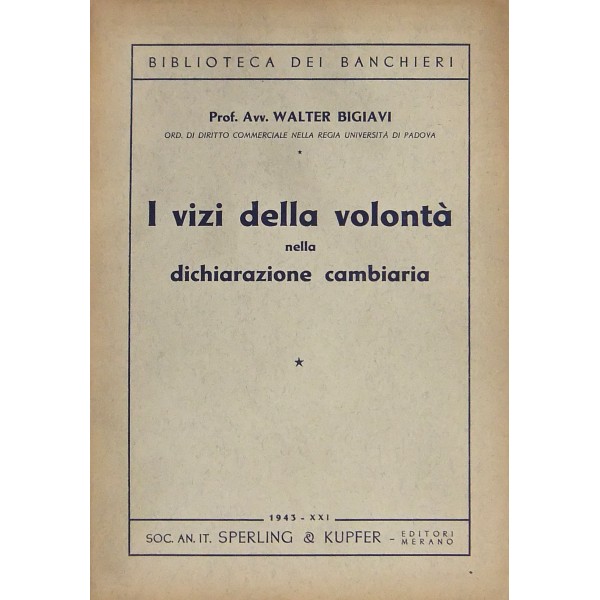 BIBLIOTECA DEI BANCHIERI
Prof. Avv. WALTER BIGIAVI
ORD. DI DIRITTO COMMERCIALE NELLA REGIA UNIVERSITÀ DI PADOVA
I vizi della volontà
nella
dichiarazione cambiaria
1943 - XXI
SOC. AN. IT. SPERLING & KUPFER - EDITORI MERANO